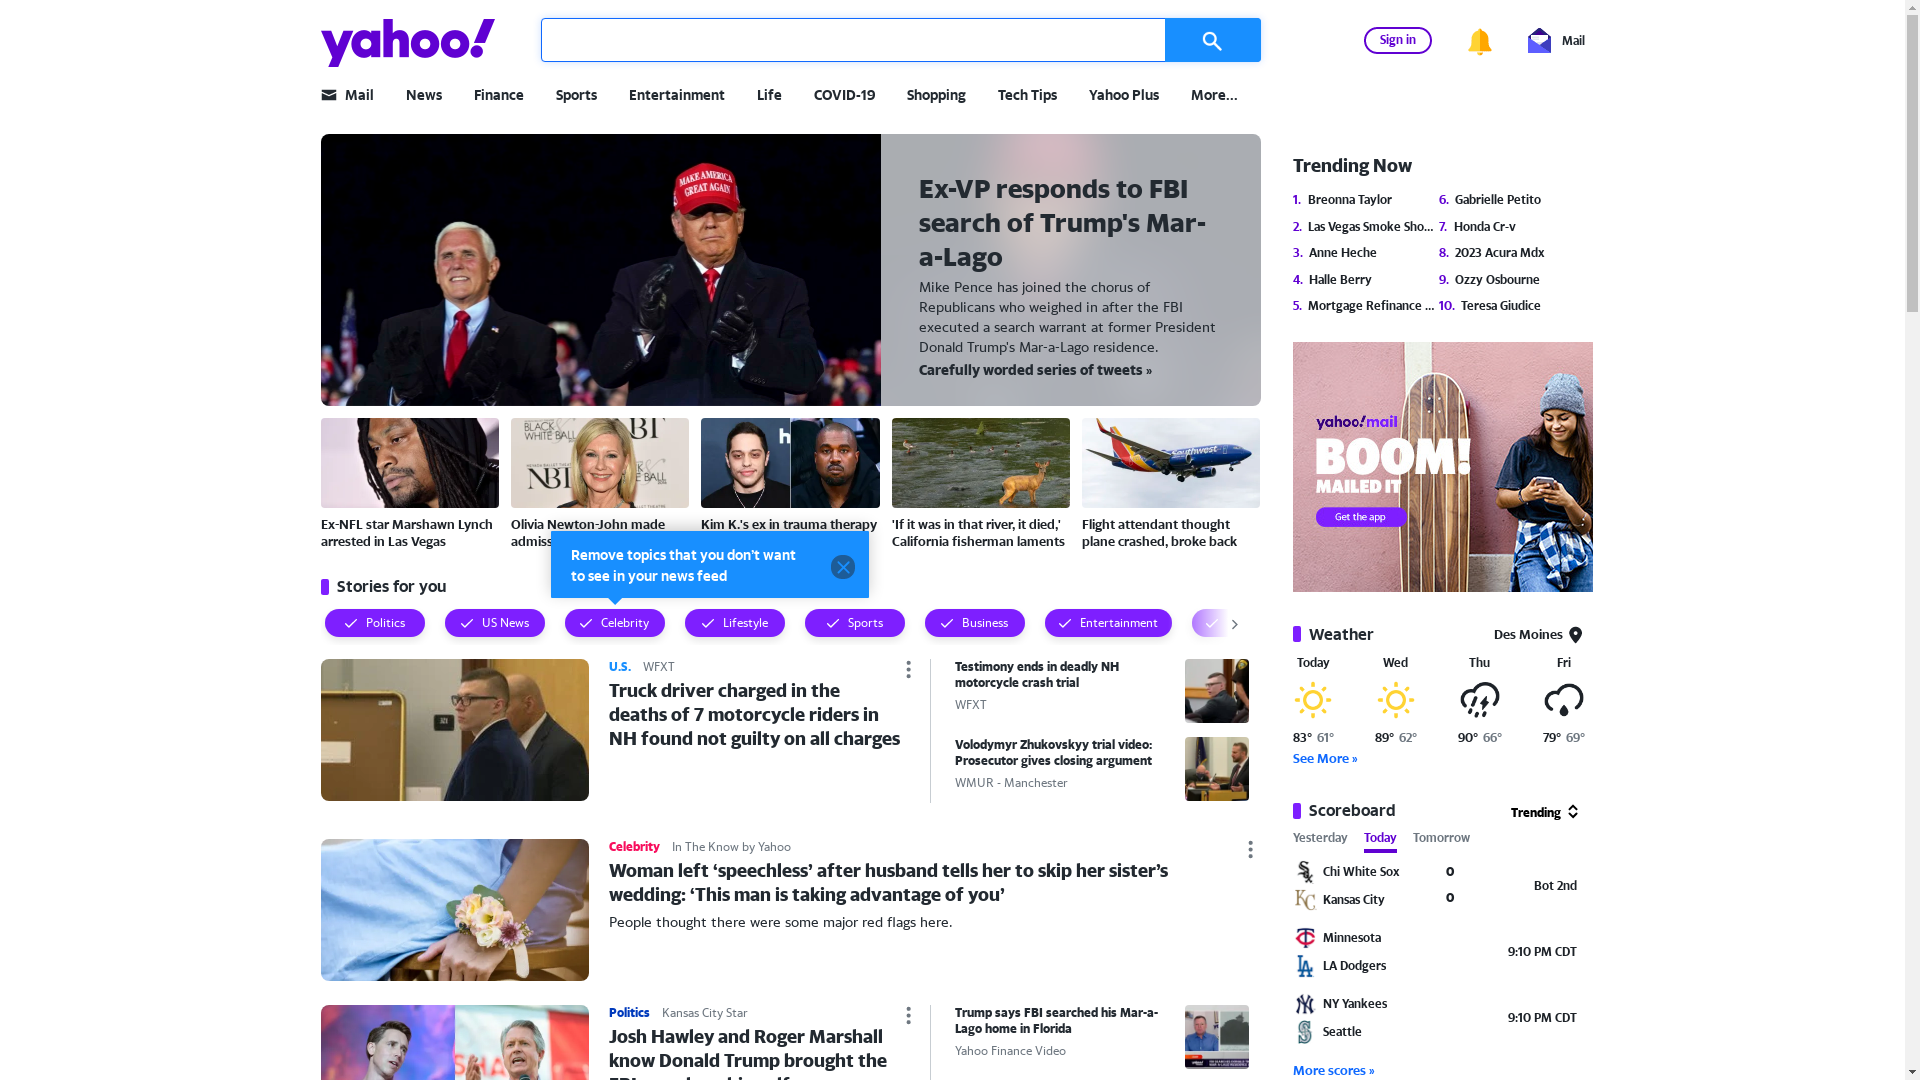 yahoo!
Sign in
Mail
Mail
News
Finance
Sports
Entertainment
Life
COVID-19
Shopping
Tech Tips
Yahoo Plus
More...
MAKE AMERICA
GREAT AGAIN
Ex-VP responds to FBI
search of Trump's Mar-
a-Lago
Mike Pence has joined the chorus of
Republicans who weighed in after the FBI
executed a search warrant at former President
Donald Trump's Mar-a-Lago residence.
Carefully worded series of tweets »
Ex-NFL star Marshawn Lynch
arrested in Las Vegas
Olivia Newton-John made
Kim K.'s ex in trauma therapy
'If it was in that river, it died,'
California fisherman laments
Flight attendant thought
plane crashed, broke back
Remove topics that you don't want
to see in your news feed
Stories for you
Politics
US News
Celebrity
Lifestyle
Sports
Business
Entertainment
U.S. WFXT
Truck driver charged in the
deaths of 7 motorcycle riders in
NH found not guilty on all charges
Testimony ends in deadly NH
motorcycle crash trial
WFXT
Volodymyr Zhukovskyy trial video:
Prosecutor gives closing argument
WMUR - Manchester
Celebrity In The Know by Yahoo
Woman left ‘speechless’ after husband tells her to skip her sister’s
wedding: ‘This man is taking advantage of you’
People thought there were some major red flags here.
Politics Kansas City Star
Josh Hawley and Roger Marshall
know Donald Trump brought the
Trump says FBI searched his Mar-a-
Lago home in Florida
Yahoo Finance Video
Trending Now
1. Breonna Taylor
2. Las Vegas Smoke Sho...
3. Anne Heche
4. Halle Berry
5. Mortgage Refinance ...
6. Gabrielle Petito
7. Honda Cr-v
8. 2023 Acura Mdx
9. Ozzy Osbourne
10. Teresa Giudice
yahoo!mail
BOOM!
MAILED IT
Get the app
Weather
Des Moines
Today Wed Thu Fri
83° 61° 89° 62° 90° 66° 79° 69°
See More »
Scoreboard
Trending
Yesterday Today Tomorrow
Chi White Sox 0
Kansas City 0
Bot 2nd
Minnesota
LA Dodgers
9:10 PM CDT
NY Yankees
Seattle
9:10 PM CDT
More scores »